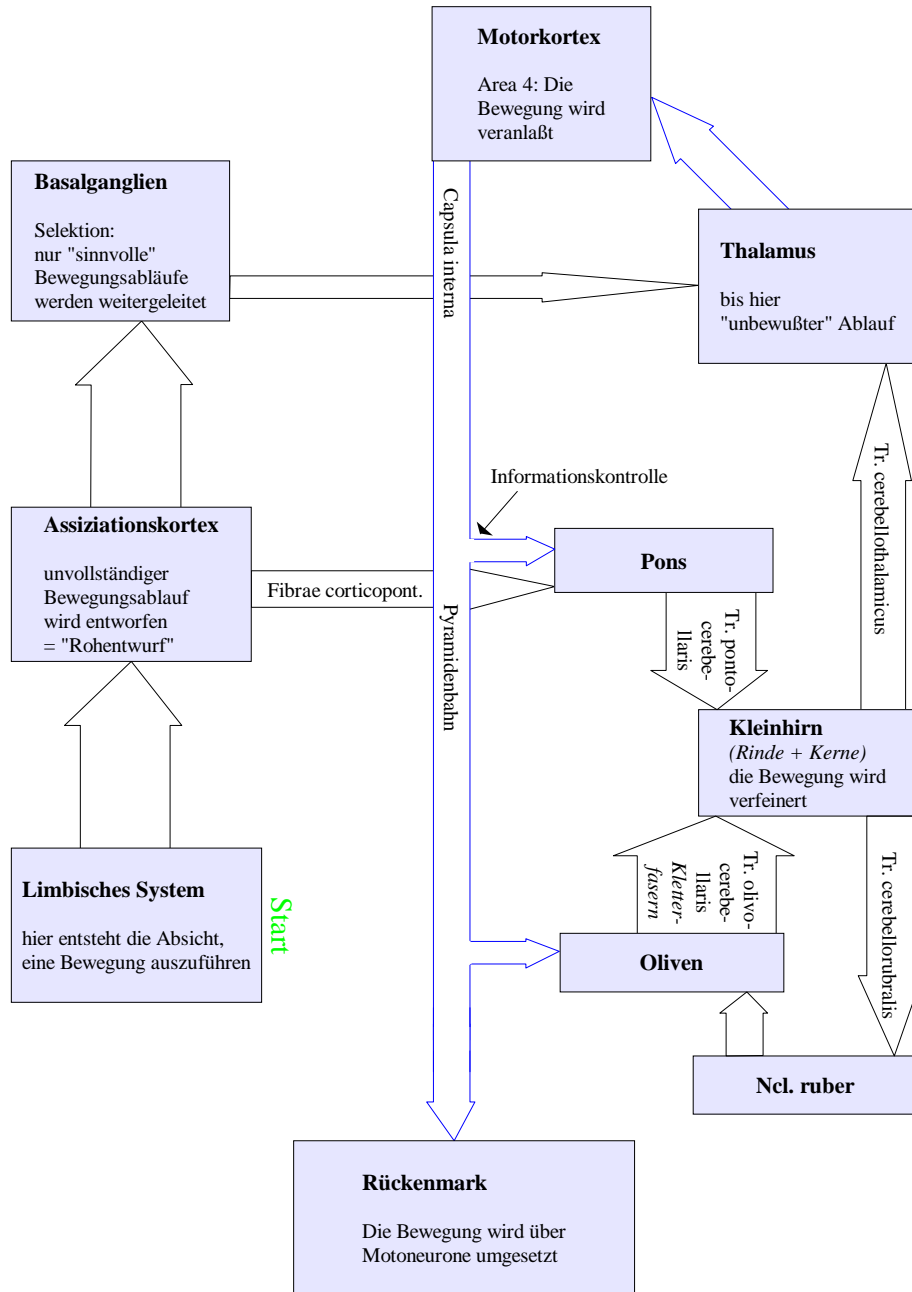 Motorkortex
Area 4: Die
Bewegung wird
veranlaßt
Basalganglien
Selektion:
nur "sinnvolle"
Bewegungsabläufe
werden weitergeleitet
Capsula interna
Thalamus
bis hier
"unbewußter" Ablauf
Informationskontrolle
Assiziationskortex
unvollständiger
Bewegungsablauf
wird entworfen
= "Rohentwurf"
Fibrae corticopont.
Pyramidenbahn
Pons
Tr. ponto-
cerebe-
llaris
Tr. cerebellothalamicus
Kleinhirn
(Rinde + Kerne)
die Bewegung wird
verfeinert
Limbisches System
hier entsteht die Absicht,
eine Bewegung auszuführen
Start
Tr. olivo-
cerebe-
llaris
Kletter-
fasern
Oliven
Tr. cerebellorubralis
Ncl. ruber
Rückenmark
Die Bewegung wird über
Motoneurone umgesetzt